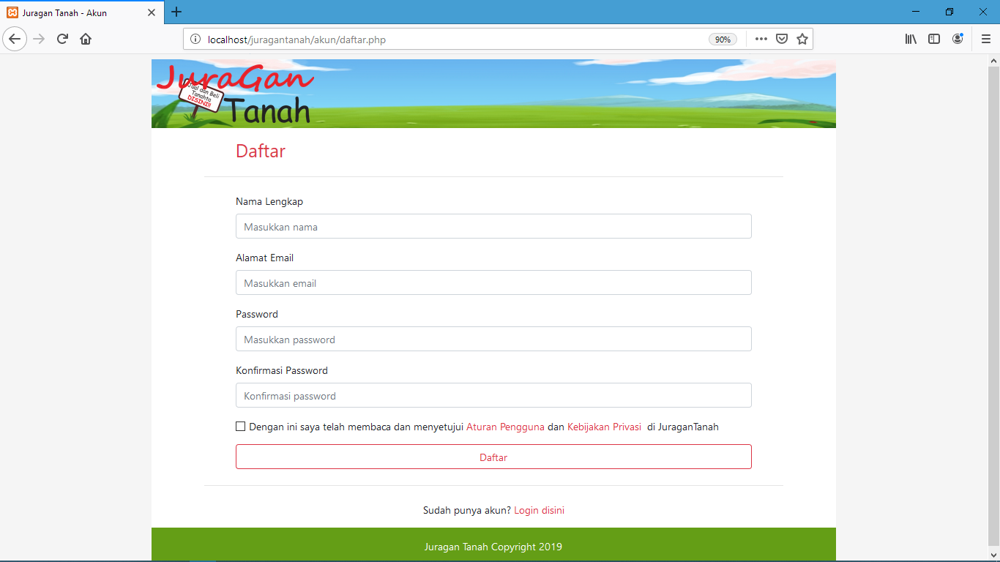 Juragan Tanah - Akun
localhost/juragantanah/akun/daftar.php
90%
JuraGan
Jual dan Beli
Tanahta
DISINI!!
Tanah
Daftar
Nama Lengkap
Masukkan nama
Alamat Email
Masukkan email
Password
Masukkan password
Konfirmasi Password
Konfirmasi password
Dengan ini saya telah membaca dan menyetujui Aturan Pengguna dan Kebijakan Privasi di JuraganTanah
Daftar
Sudah punya akun? Login disini
Juragan Tanah Copyright 2019